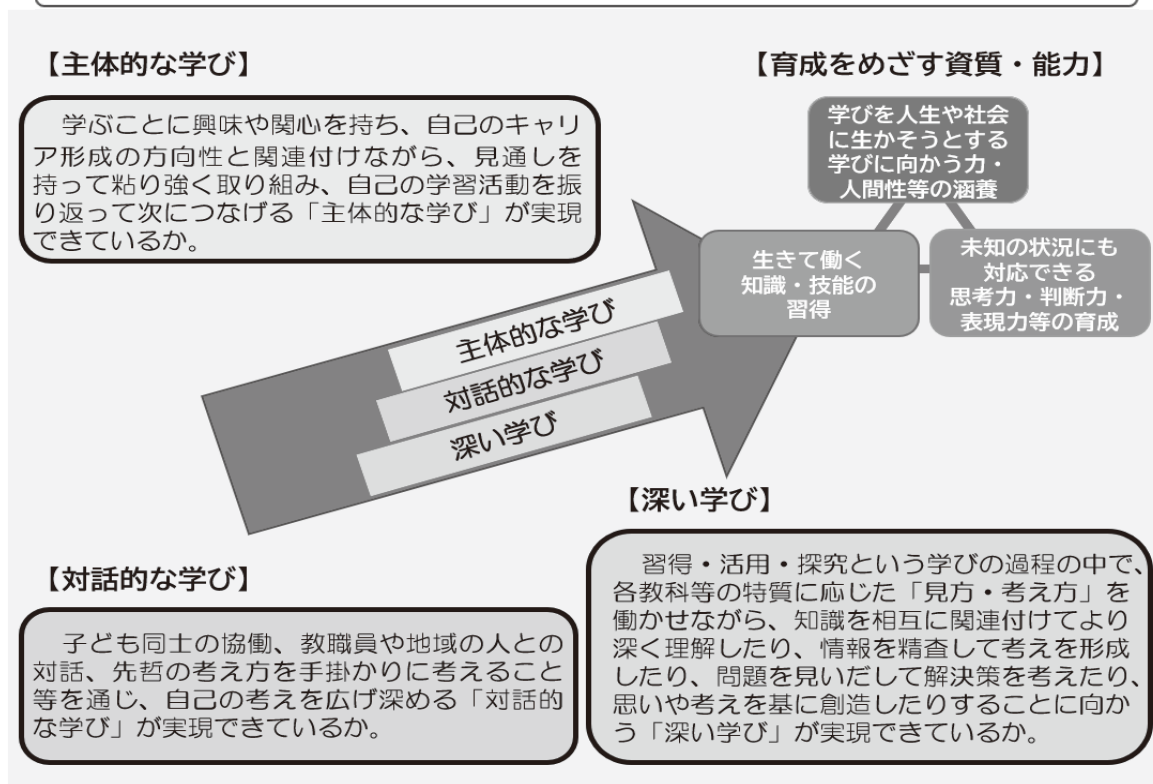 【主体的な学び】
学ぶことに興味や関心を持ち、自己のキャリ
ア形成の方向性と関連付けながら、見通しを
持って粘り強く取り組み、自己の学習活動を振
り返って次につなげる「主体的な学び」が実現
できているか。
【育成をめざす資質・能力】
学びを人生や社会
に生かそうとする
学びに向かう力・
人間性等の涵養
生きて働く
知識・技能の
習得
未知の状況にも
対応できる
思考力・判断力・
表現力等の育成
主体的な学び
対話的な学び
深い学び
【対話的な学び】
子ども同士の協働、教職員や地域の人との
対話、先哲の考え方を手掛かりに考えること
等を通じ、自己の考えを広げ深める「対話的
な学び」が実現できているか。
【深い学び】
習得・活用・探究という学びの過程の中で、
各教科等の特質に応じた「見方・考え方」を
働かせながら、知識を相互に関連付けてより
深く理解したり、情報を精査して考えを形成
したり、問題を見いだして解決策を考えたり、
思いや考えを基に創造したりすることに向か
う「深い学び」が実現できているか。